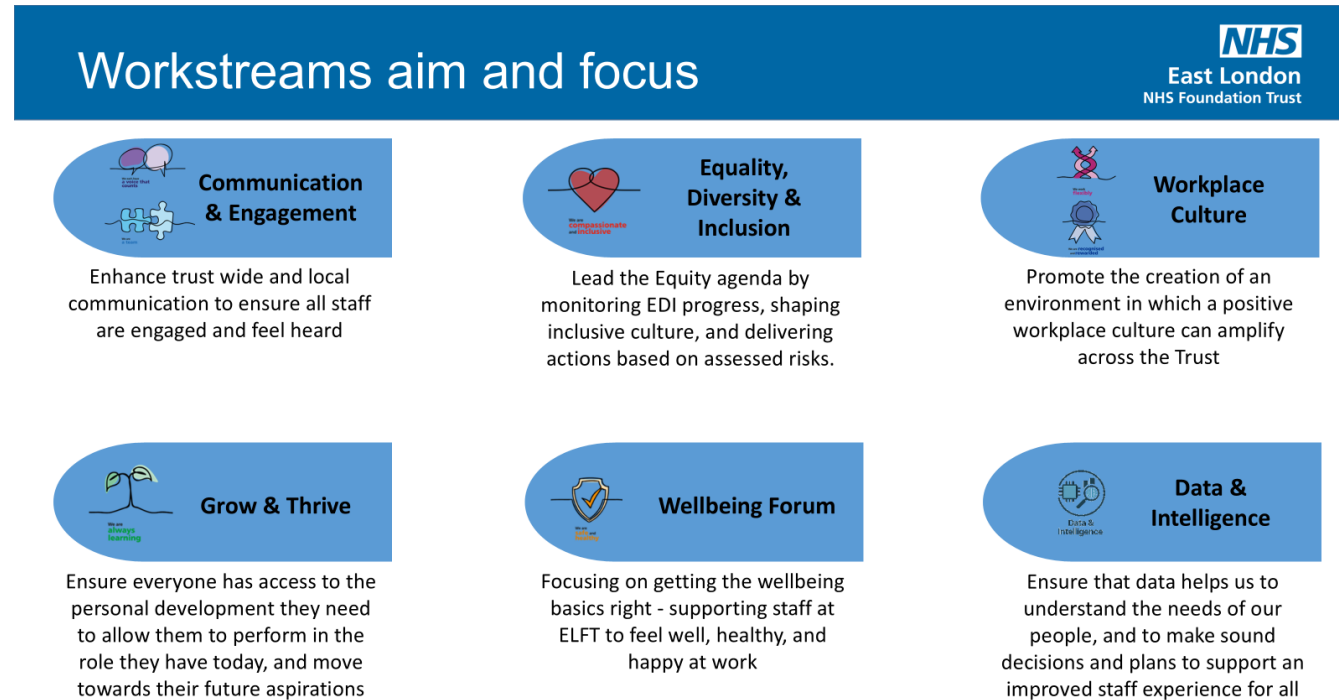 Workstreams aim and focus
NHS
East London
NHS Foundation Trust
a voice that
counts
Communication
& Engagement
Enhance trust wide and local
communication to ensure all staff
are engaged and feel heard
We are
compassionate
and inclusive
Equality,
Diversity &
Inclusion
Lead the Equity agenda by
monitoring EDI progress, shaping
inclusive culture, and delivering
actions based on assessed risks.
flexibly
recognised
Workplace
Culture
Promote the creation of an
environment in which a positive
workplace culture can amplify
across the Trust
We are
always
learning
Grow & Thrive
Ensure everyone has access to the
personal development they need
to allow them to perform in the
role they have today, and move
towards their future aspirations
We are
Wellbeing Forum
Focusing on getting the wellbeing
basics right - supporting staff at
ELFT to feel well, healthy, and
happy at work
Data &
Intelligence
Data &
Intelligence
Ensure that data helps us to
understand the needs of our
people, and to make sound
decisions and plans to support an
improved staff experience for all